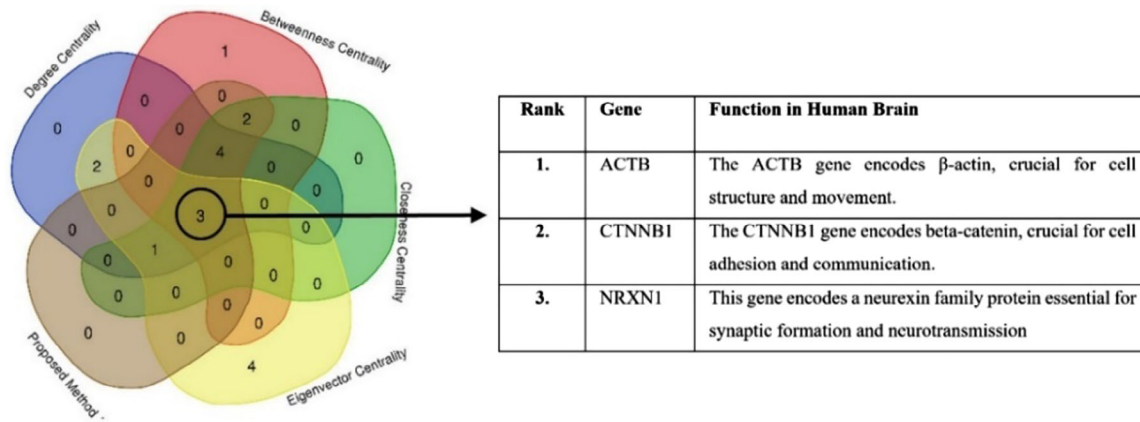 Betweenness Centrality
Degree Centrality
1
0
0
0
2
0
0
0
4
0
0
2
0
0
0
0
3
0
0
0
0
1
0
0
0
0
0
0
0
0
0
0
0
4
Closeness Centrality
Proposed Method
Eigenvector Centrality
Rank Gene Function in Human Brain
1. ACTB The ACTB gene encodes β-actin, crucial for cell
structure and movement.
2. CTNNB1 The CTNNB1 gene encodes beta-catenin, crucial for cell
adhesion and communication.
3. NRXN1 This gene encodes a neurexin family protein essential for
synaptic formation and neurotransmission